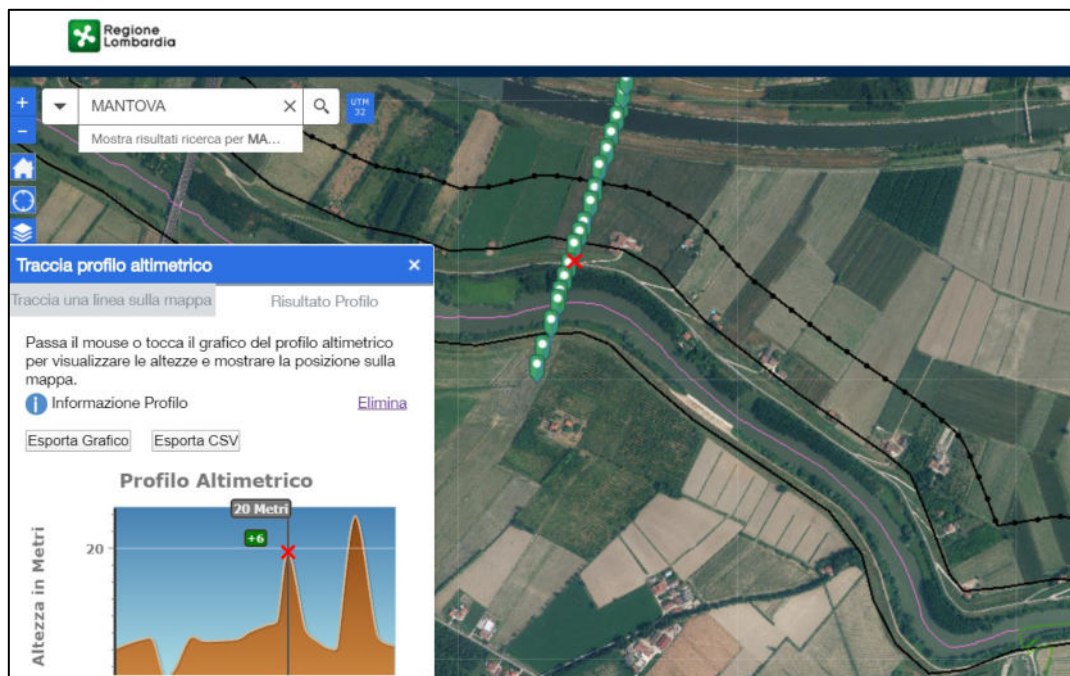 Regione
Lombardia
+
MANTOVA
UTM
32
−
Mostra risultati ricerca per MA...
Traccia profilo altimetrico
Traccia una linea sulla mappa
Risultato Profilo
Passa il mouse o tocca il grafico del profilo altimetrico
per visualizzare le altezze e mostrare la posizione sulla
mappa.
i Informazione Profilo
Elimina
Esporta Grafico
Esporta CSV
Profilo Altimetrico
20 Metri
+6
20
Altezza in Metri